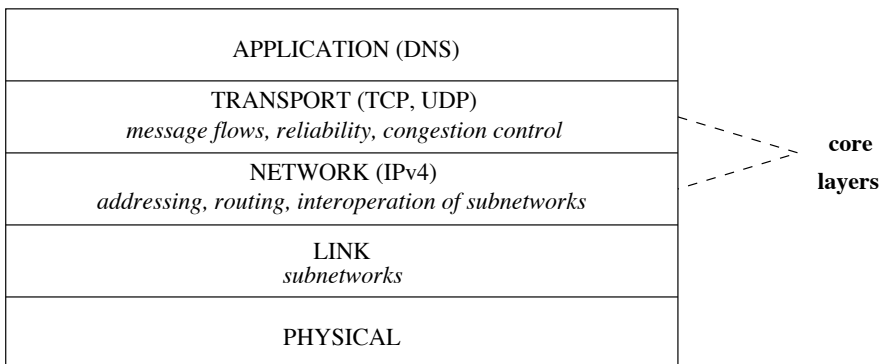 APPLICATION (DNS)
TRANSPORT (TCP, UDP)
message flows, reliability, congestion control
NETWORK (IPv4)
addressing, routing, interoperation of subnetworks
LINK
subnetworks
PHYSICAL
core
layers